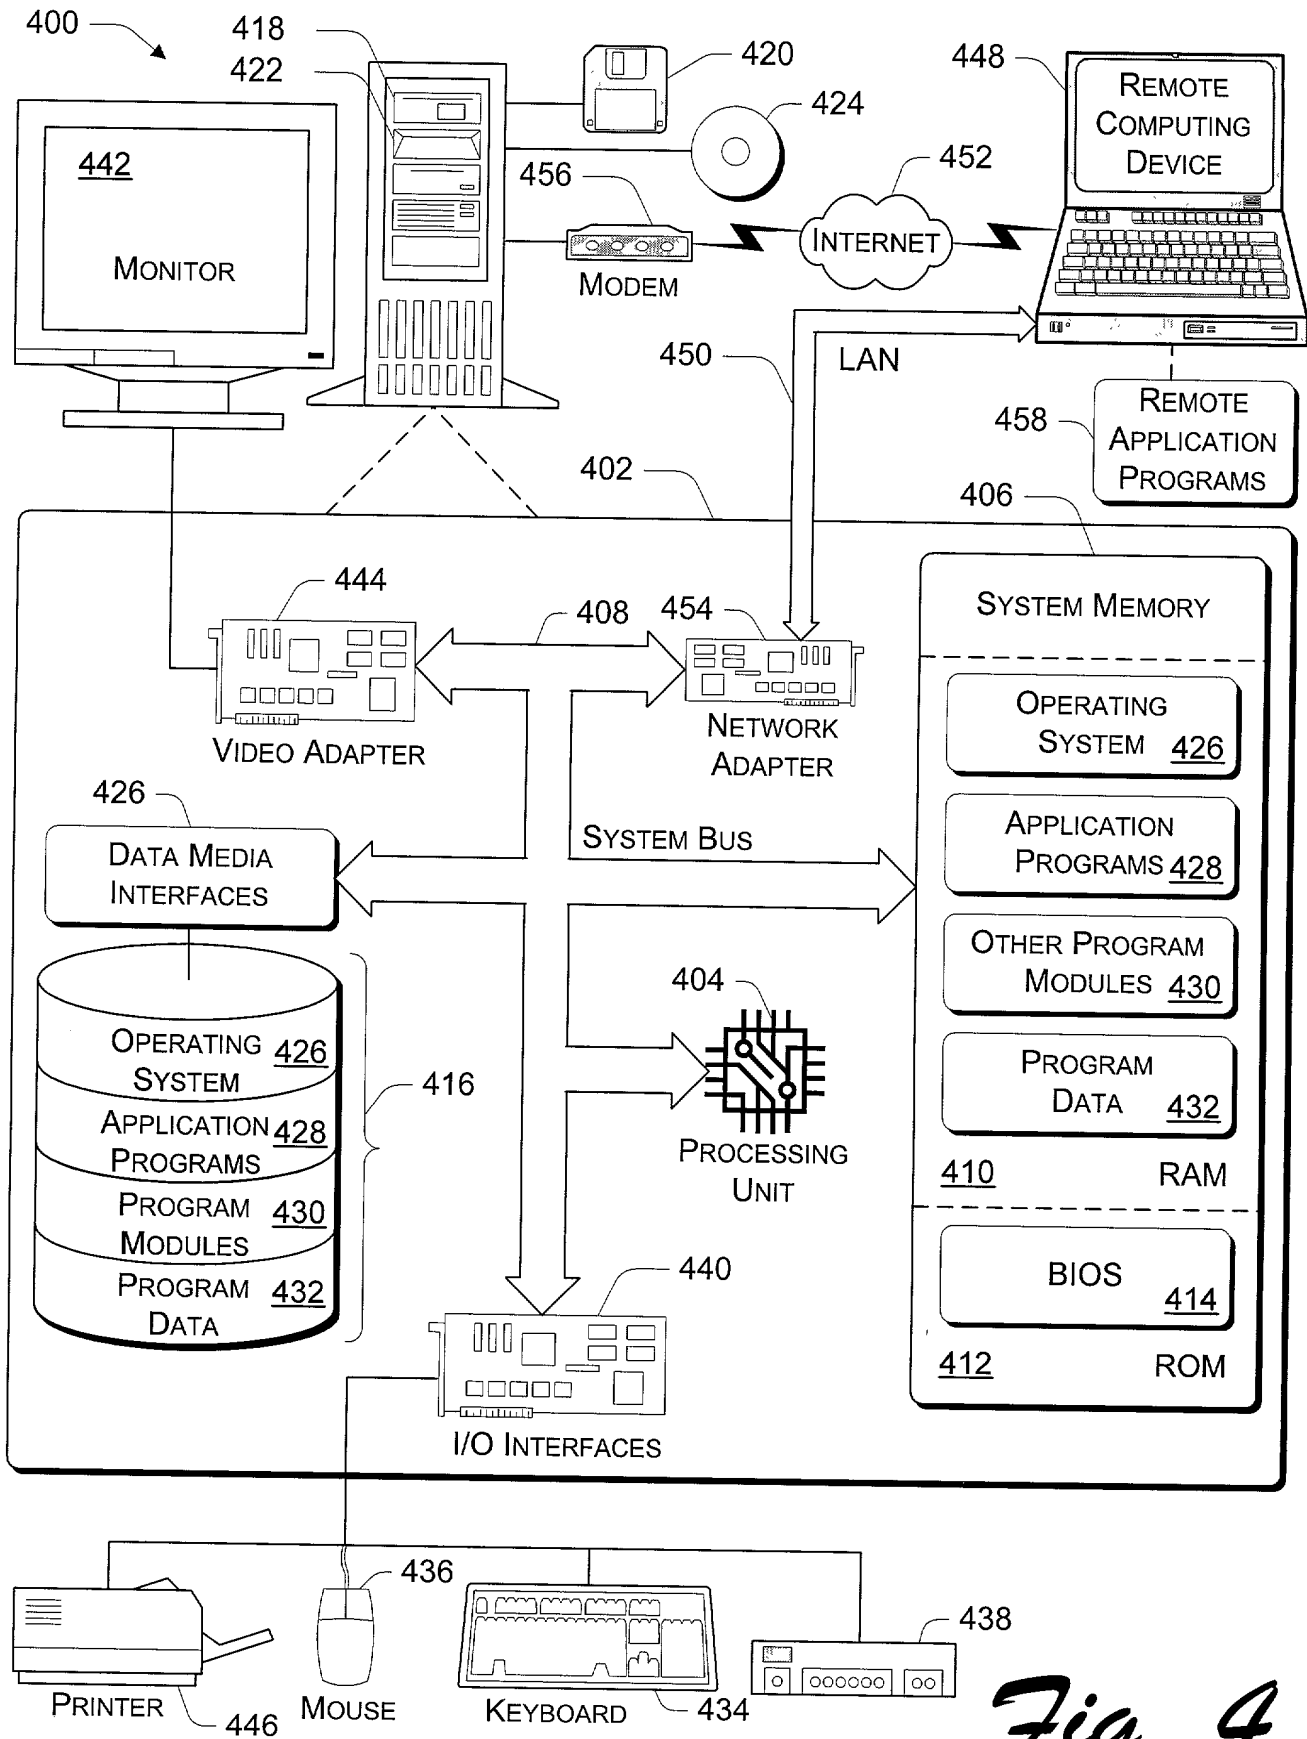 400
418
422
420
424
448
REMOTE
COMPUTING
DEVICE
442
MONITOR
456
MODEM
452
INTERNET
450
LAN
458
REMOTE
APPLICATION
PROGRAMS
402
406
SYSTEM MEMORY
444
VIDEO ADAPTER
408
454
NETWORK
ADAPTER
OPERATING
SYSTEM 426
APPLICATION
PROGRAMS 428
OTHER PROGRAM
MODULES 430
PROGRAM
DATA 432
410 RAM
BIOS
414
412 ROM
426
DATA MEDIA
INTERFACES
SYSTEM BUS
OPERATING 426
SYSTEM
APPLICATION 428
PROGRAMS
PROGRAM 430
MODULES
PROGRAM 432
DATA
416
404
PROCESSING
UNIT
440
I/O INTERFACES
PRINTER
446
436
MOUSE
KEYBOARD
434
438
Fig. 4